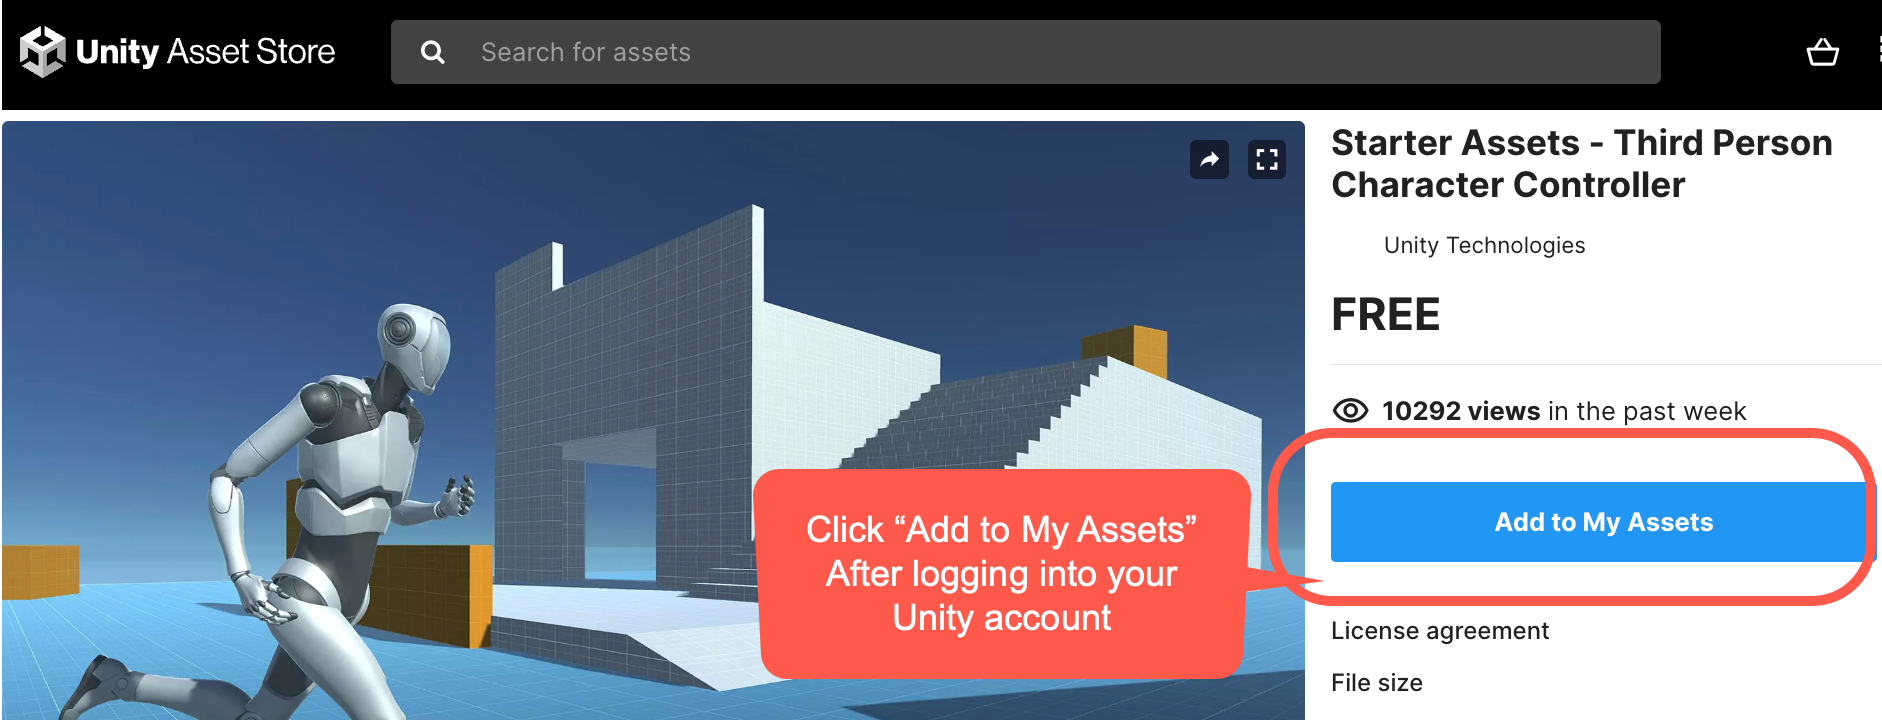 Unity Asset Store
Search for assets
Starter Assets - Third Person
Character Controller
Unity Technologies
FREE
10292 views in the past week
Add to My Assets
Click “Add to My Assets”
After logging into your
Unity account
License agreement
File size